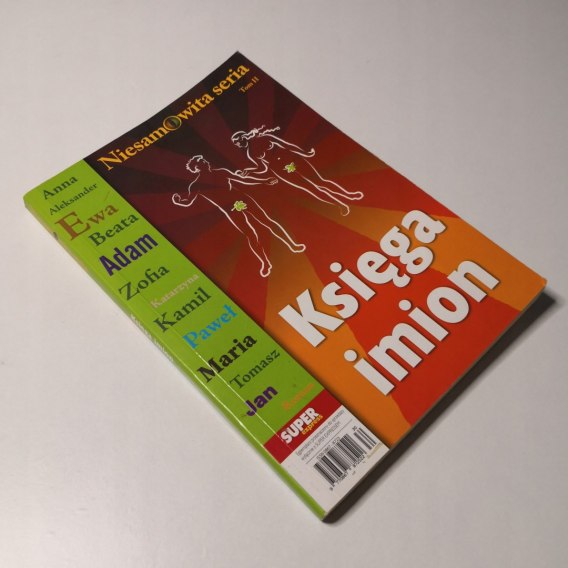 Niesamowita seria
Tom II
Anna
Aleksander
Ewa
Beata
Adam
Zofia
Katarzyna
Kamil
Paweł
Maria
Tomasz
Jan
Księga
imion
SUPER
express